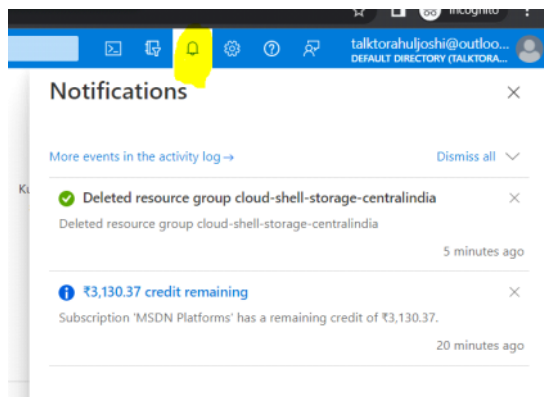 Incognito
talktorahuljoshi@outloo...
DEFAULT DIRECTORY (TALKTORA...
Notifications
More events in the activity log →
Dismiss all
Deleted resource group cloud-shell-storage-centralindia
Deleted resource group cloud-shell-storage-centralindia
5 minutes ago
₹3,130.37 credit remaining
Subscription 'MSDN Platforms' has a remaining credit of ₹3,130.37.
20 minutes ago